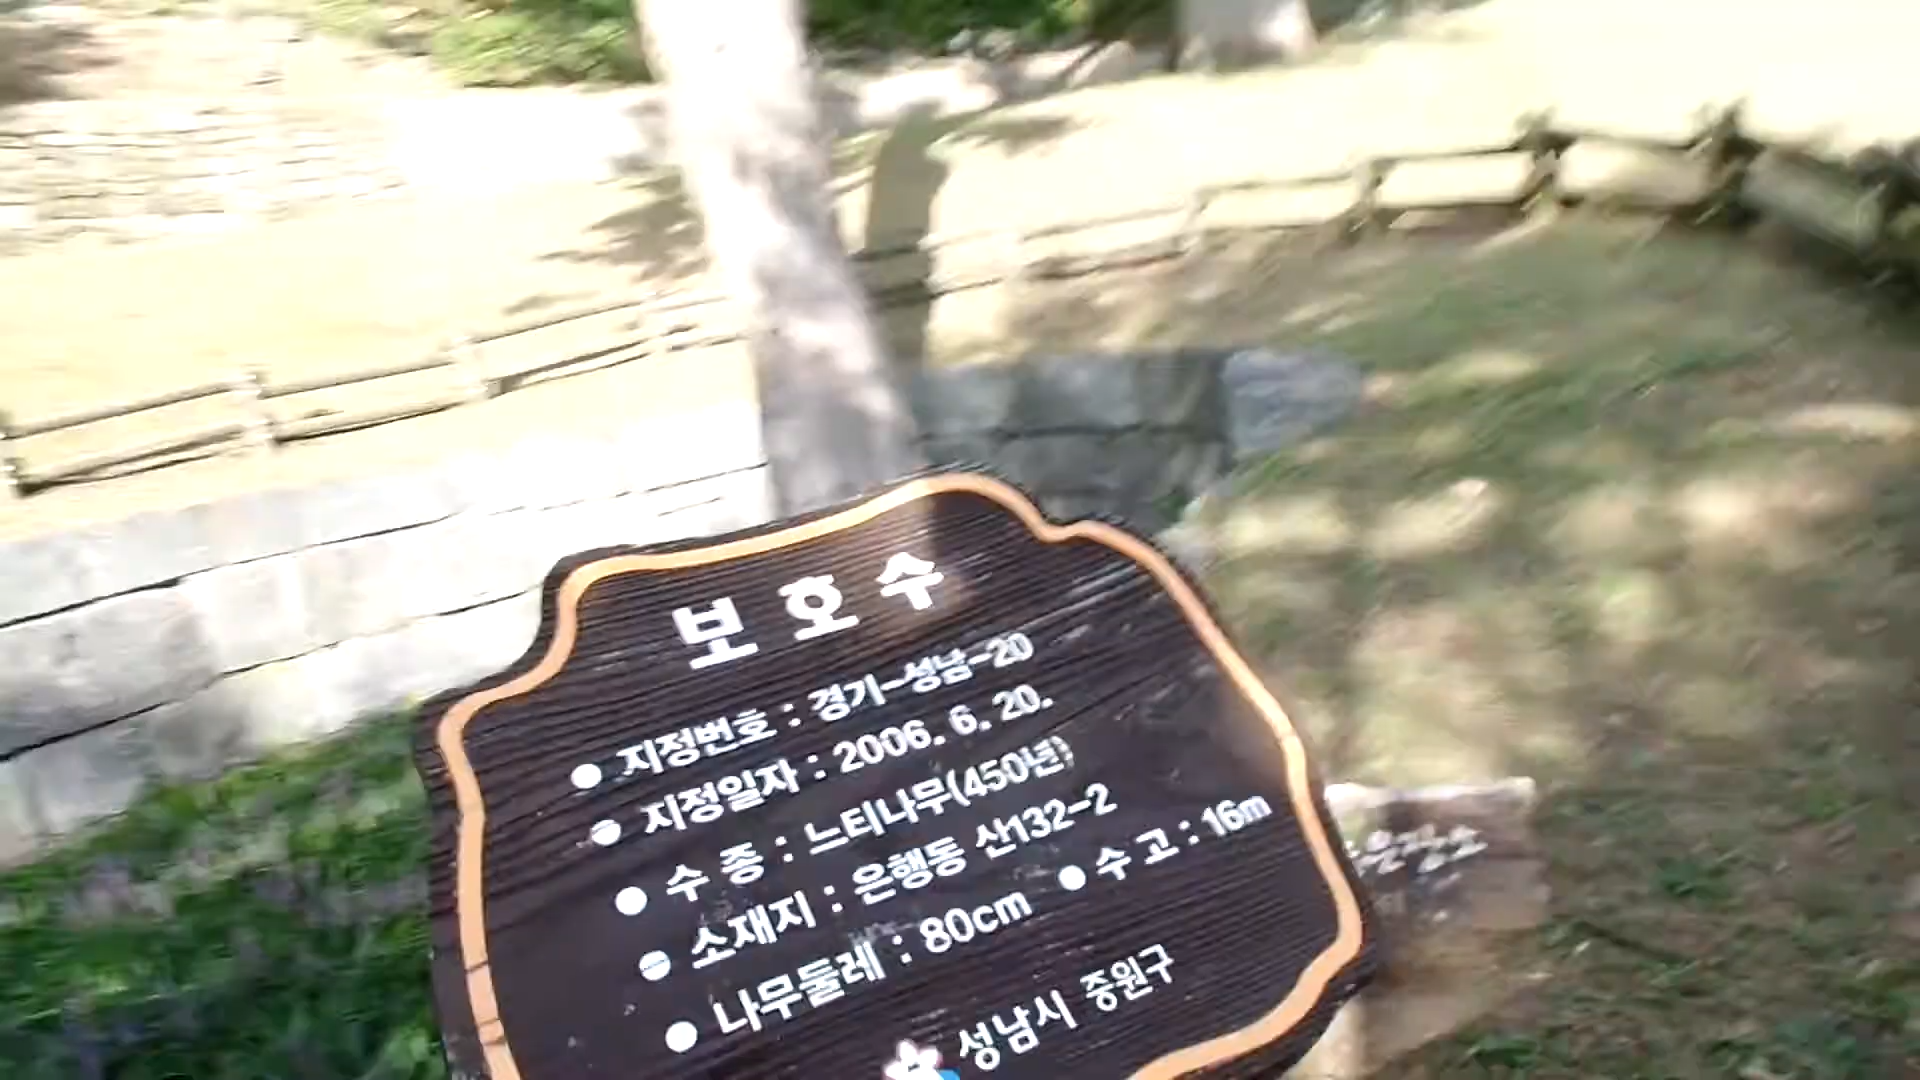 보호수
● 지정번호 : 경기-성남-20
● 지정일자 : 2006. 6. 20.
● 수 종 : 느티나무(450년)
● 소재지 : 은행동 산132-2
● 나무둘레 : 80cm ● 수 고 : 16m
성남시 중원구